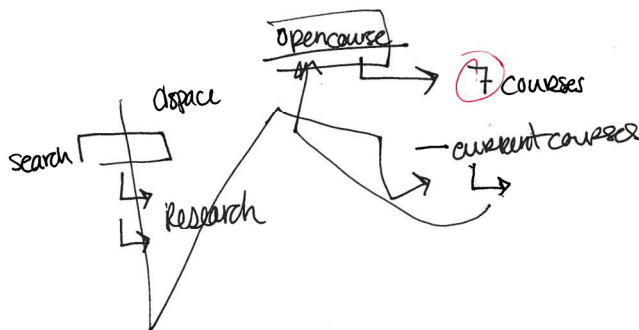 opencourse
7 courses
dspace
search
current courses
Research